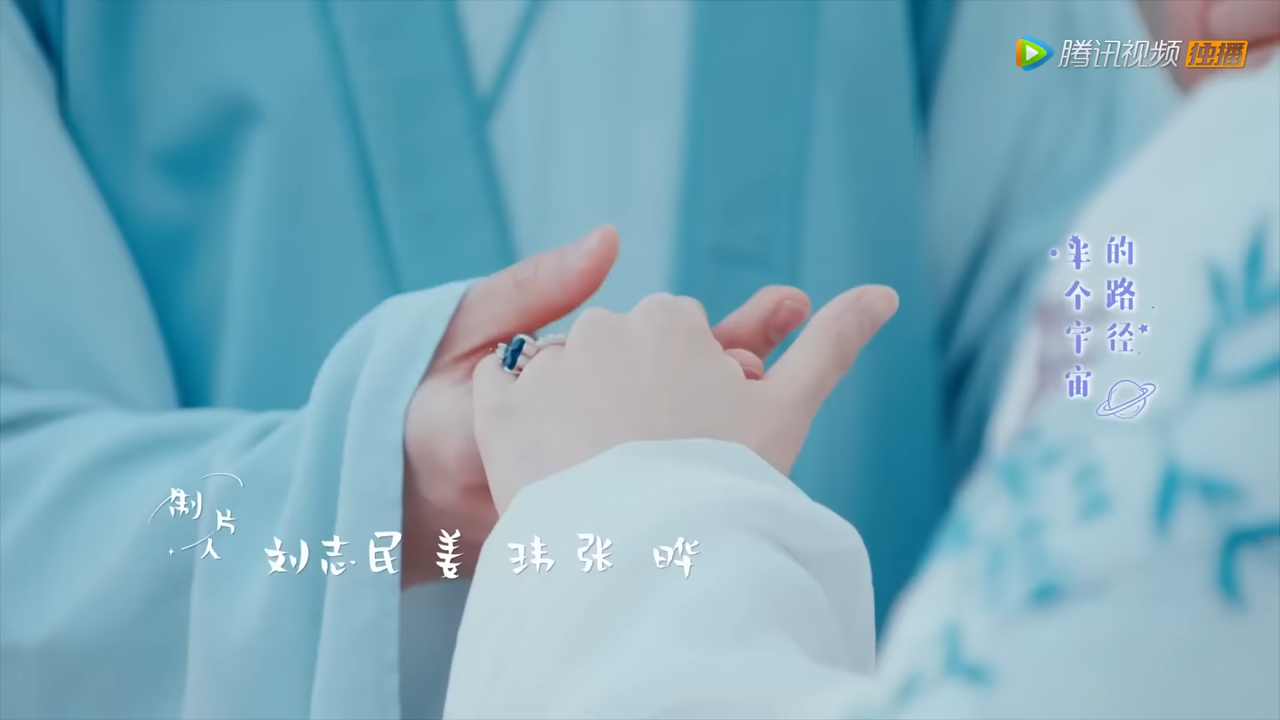 腾讯视频 独播
的路径
半个宇宙
制片人
刘志民 姜 玮 张 晔